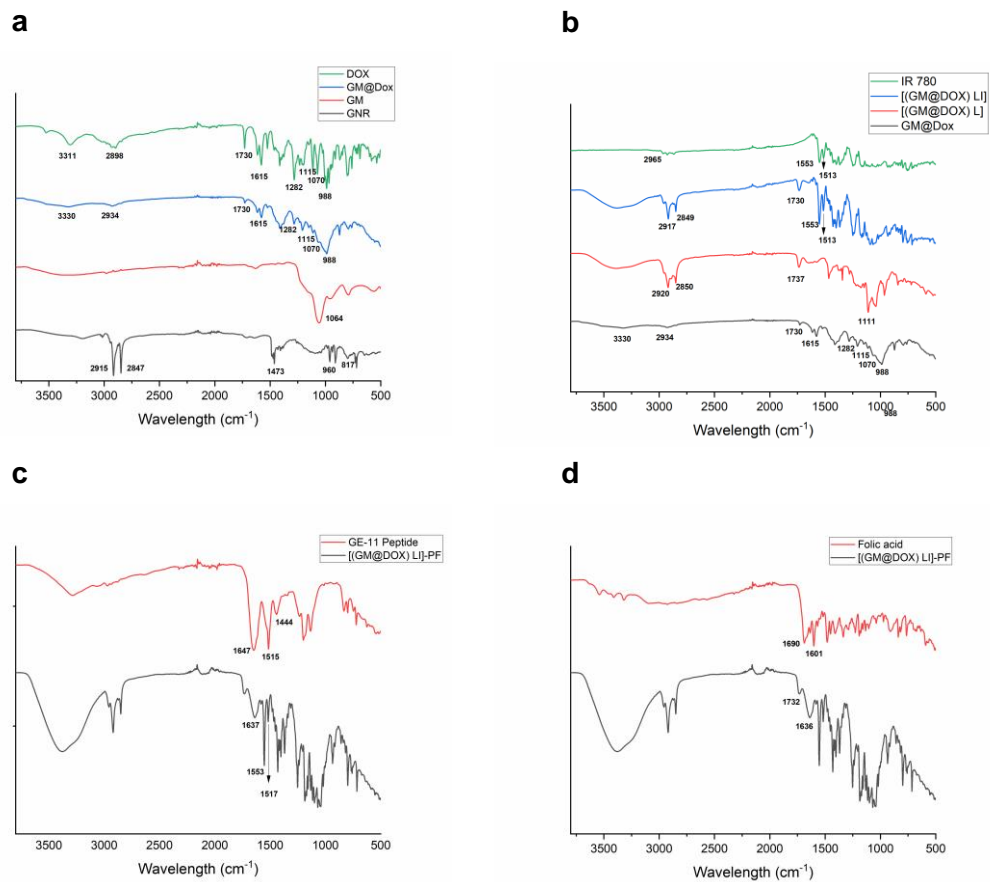 a
DOX
GM@Dox
GM
GNR
3311
2898
1730
1615
1282
1115
1070
988
3330
2934
1730
1615
1282
1115
1070
988
1064
2915
2847
1473
960
817
3500 3000 2500 2000 1500 1000 500
Wavelength (cm-1)
b
IR 780
[(GM@DOX) LI]
[(GM@DOX) L]
GM@Dox
2965
1553
1513
2917
2849
1730
1553
1513
2920
2850
1737
1111
3330
2934
1730
1615
1282
1115
1070
988
988
3500 3000 2500 2000 1500 1000 500
Wavelength (cm-1)
c
GE-11 Peptide
[(GM@DOX) LI]-PF
1647
1515
1444
1637
1553
1517
3500 3000 2500 2000 1500 1000 500
Wavelength (cm-1)
d
Folic acid
[(GM@DOX) LI]-PF
1690
1601
1732
1636
3500 3000 2500 2000 1500 1000 500
Wavelength (cm-1)